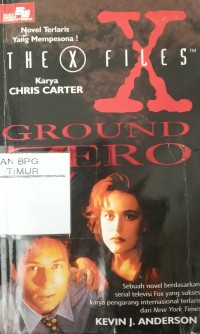 Novel Terlaris
Yang Mempesona !
THE X FILES™
Karya
CHRIS CARTER
X
GROUND
ZERO
AN BPG
TIMUR
Sebuah novel berdasarkan
serial televisi Fox yang sukses
karya pengarang internasional terlaris
dari New York Times
KEVIN J. ANDERSON